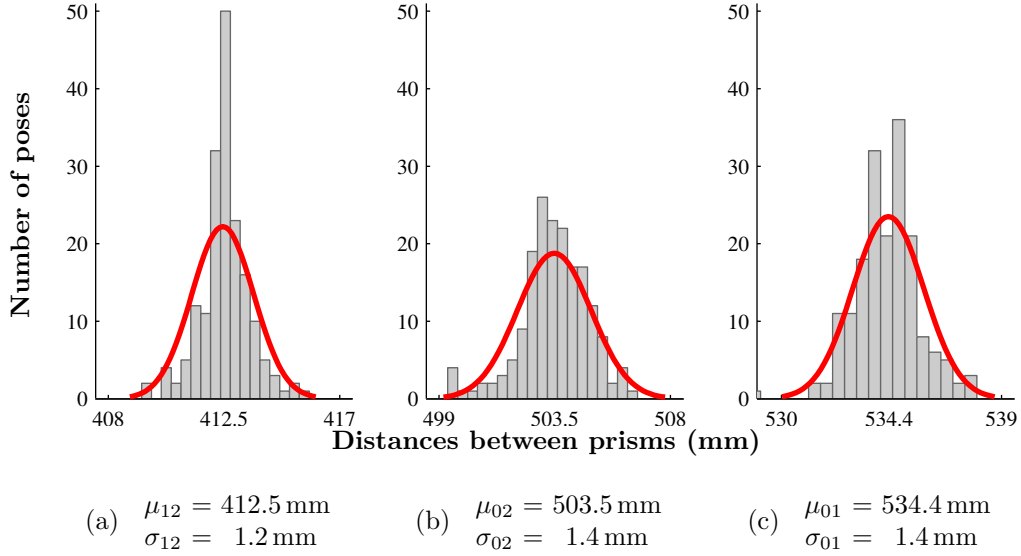 Number of poses
50
40
30
20
10
0
408 412.5 417
50
40
30
20
10
0
499 503.5 508
50
40
30
20
10
0
530 534.4 539
Distances between prisms (mm)
(a) μ₁₂ = 412.5 mm
σ₁₂ = 1.2 mm
(b) μ₀₂ = 503.5 mm
σ₀₂ = 1.4 mm
(c) μ₀₁ = 534.4 mm
σ₀₁ = 1.4 mm